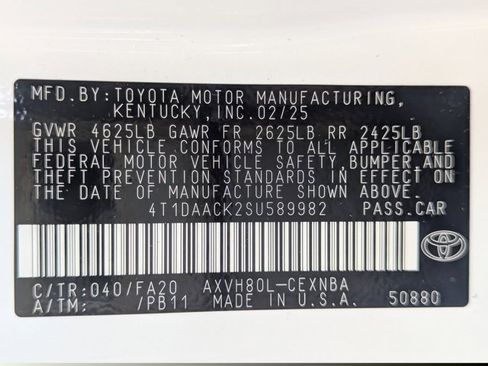 MFD.BY:TOYOTA MOTOR MANUFACTURING,
KENTUCKY,INC.02/25
GVWR 4625LB GAWR FR 2625LB RR 2425LB
THIS VEHICLE CONFORMS TO ALL APPLICABLE
FEDERAL MOTOR VEHICLE SAFETY,BUMPER,AND
THEFT PREVENTION STANDARDS IN EFFECT ON
THE DATE OF MANUFACTURE SHOWN ABOVE.
4T1DAACK2SU589982 PASS.CAR
C/TR:040/FA20 AXVH80L-CEXNBA
A/TM: /PB11 MADE IN U.S.A. 50880